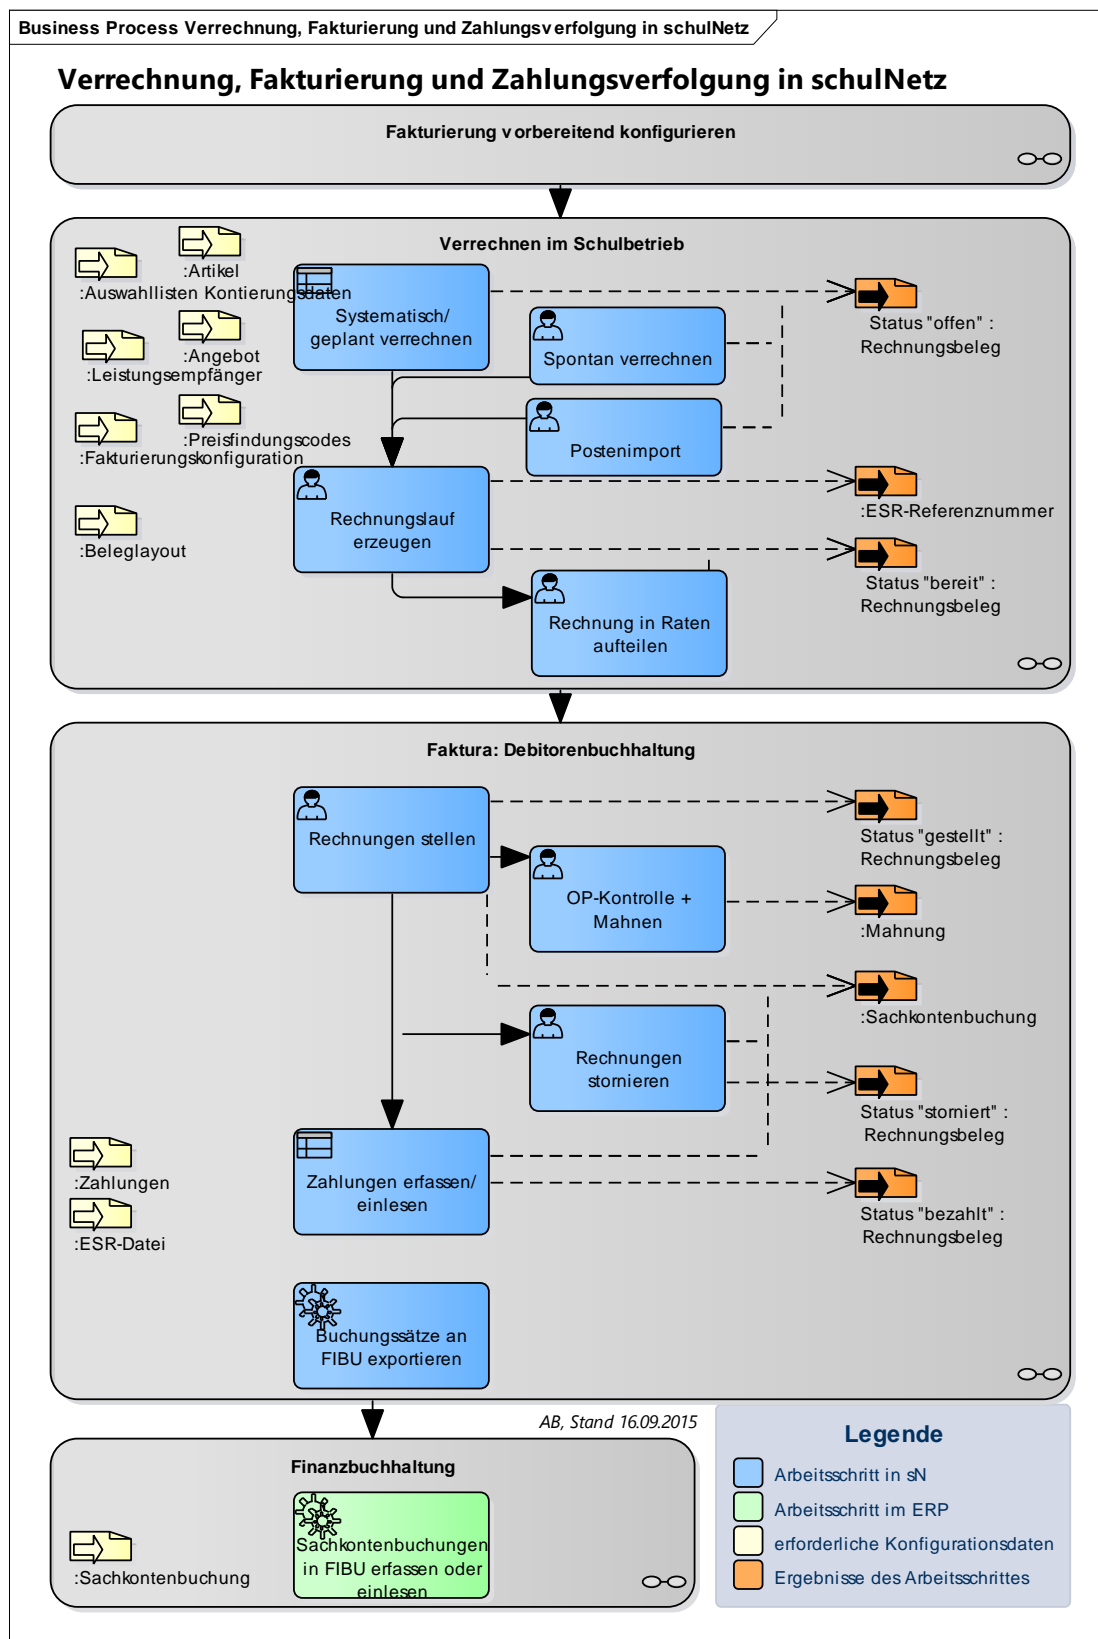 Business Process Verrechnung, Fakturierung und Zahlungsverfolgung in schulNetz
Verrechnung, Fakturierung und Zahlungsverfolgung in schulNetz
Fakturierung vorbereitend konfigurieren
Verrechnen im Schulbetrieb
:Artikel
:Auswahllisten Kontierungsdaten
:Angebot
:Leistungsempfänger
:Preisfindungscodes
:Fakturierungskonfiguration
:Beleglayout
Systematisch/
geplant verrechnen
Spontan verrechnen
Postenimport
Rechnungslauf
erzeugen
Rechnung in Raten
aufteilen
Status "offen" :
Rechnungsbeleg
:ESR-Referenznummer
Status "bereit" :
Rechnungsbeleg
Faktura: Debitorenbuchhaltung
Rechnungen stellen
OP-Kontrolle +
Mahnen
Rechnungen
stornieren
Zahlungen erfassen/
einlesen
Buchungssätze an
FIBU exportieren
:Zahlungen
:ESR-Datei
Status "gestellt" :
Rechnungsbeleg
:Mahnung
:Sachkontenbuchung
Status "storniert" :
Rechnungsbeleg
Status "bezahlt" :
Rechnungsbeleg
AB, Stand 16.09.2015
Finanzbuchhaltung
:Sachkontenbuchung
Sachkontenbuchungen
in FIBU erfassen oder
einlesen
Legende
Arbeitsschritt in sN
Arbeitsschritt im ERP
erforderliche Konfigurationsdaten
Ergebnisse des Arbeitsschrittes